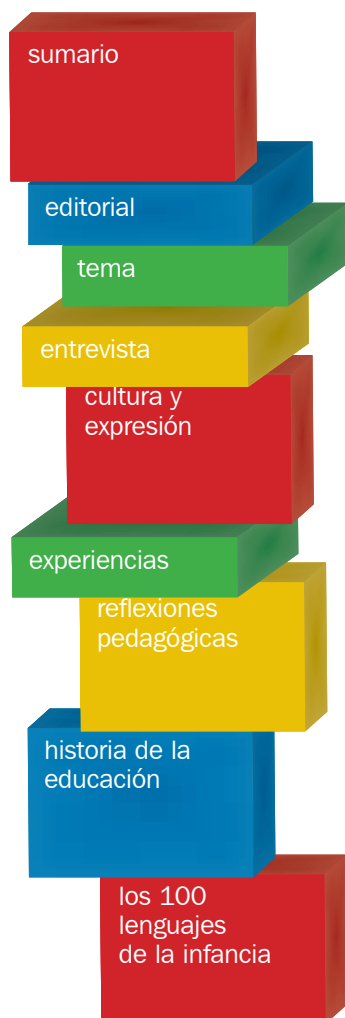 sumario
editorial
tema
entrevista
cultura y
expresión
experiencias
reflexiones
pedagógicas
historia de la
educación
los 100
lenguajes
de la infancia